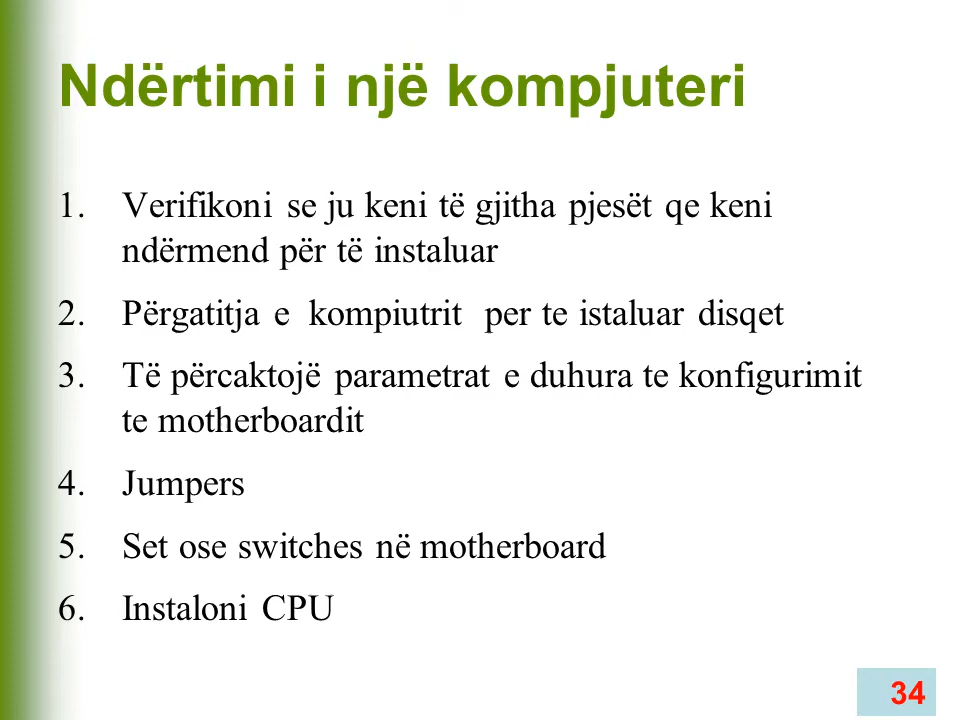 Ndërtimi i një kompjuteri
1. Verifikoni se ju keni të gjitha pjesët qe keni
ndërmend për të instaluar
2. Përgatitja e kompiutrit per te istaluar disqet
3. Të përcaktojë parametrat e duhura te konfigurimit
te motherboardit
4. Jumpers
5. Set ose switches në motherboard
6. Instaloni CPU
34